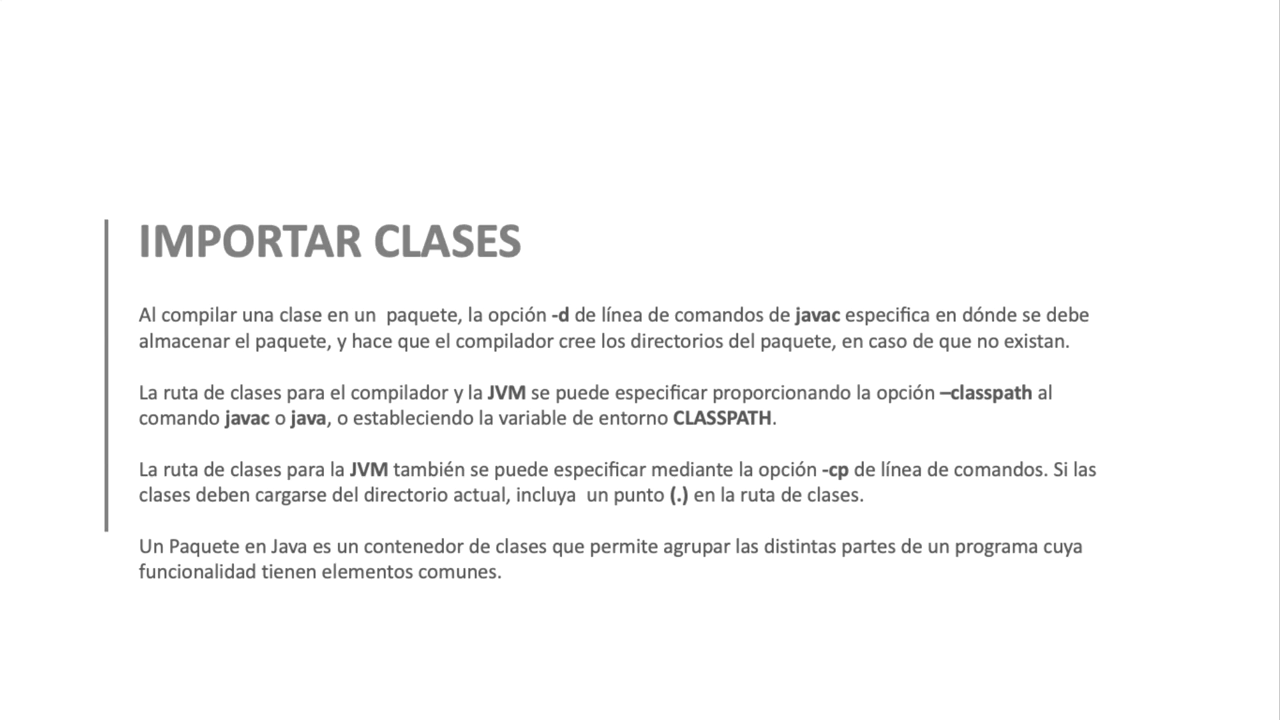 IMPORTAR CLASES
Al compilar una clase en un  paquete, la opción -d de línea de comandos de javac especifica en dónde se debe
almacenar el paquete, y hace que el compilador cree los directorios del paquete, en caso de que no existan.
La ruta de clases para el compilador y la JVM se puede especificar proporcionando la opción –classpath al
comando javac o java, o estableciendo la variable de entorno CLASSPATH.
La ruta de clases para la JVM también se puede especificar mediante la opción -cp de línea de comandos. Si las
clases deben cargarse del directorio actual, incluya  un punto (.) en la ruta de clases.
Un Paquete en Java es un contenedor de clases que permite agrupar las distintas partes de un programa cuya
funcionalidad tienen elementos comunes.